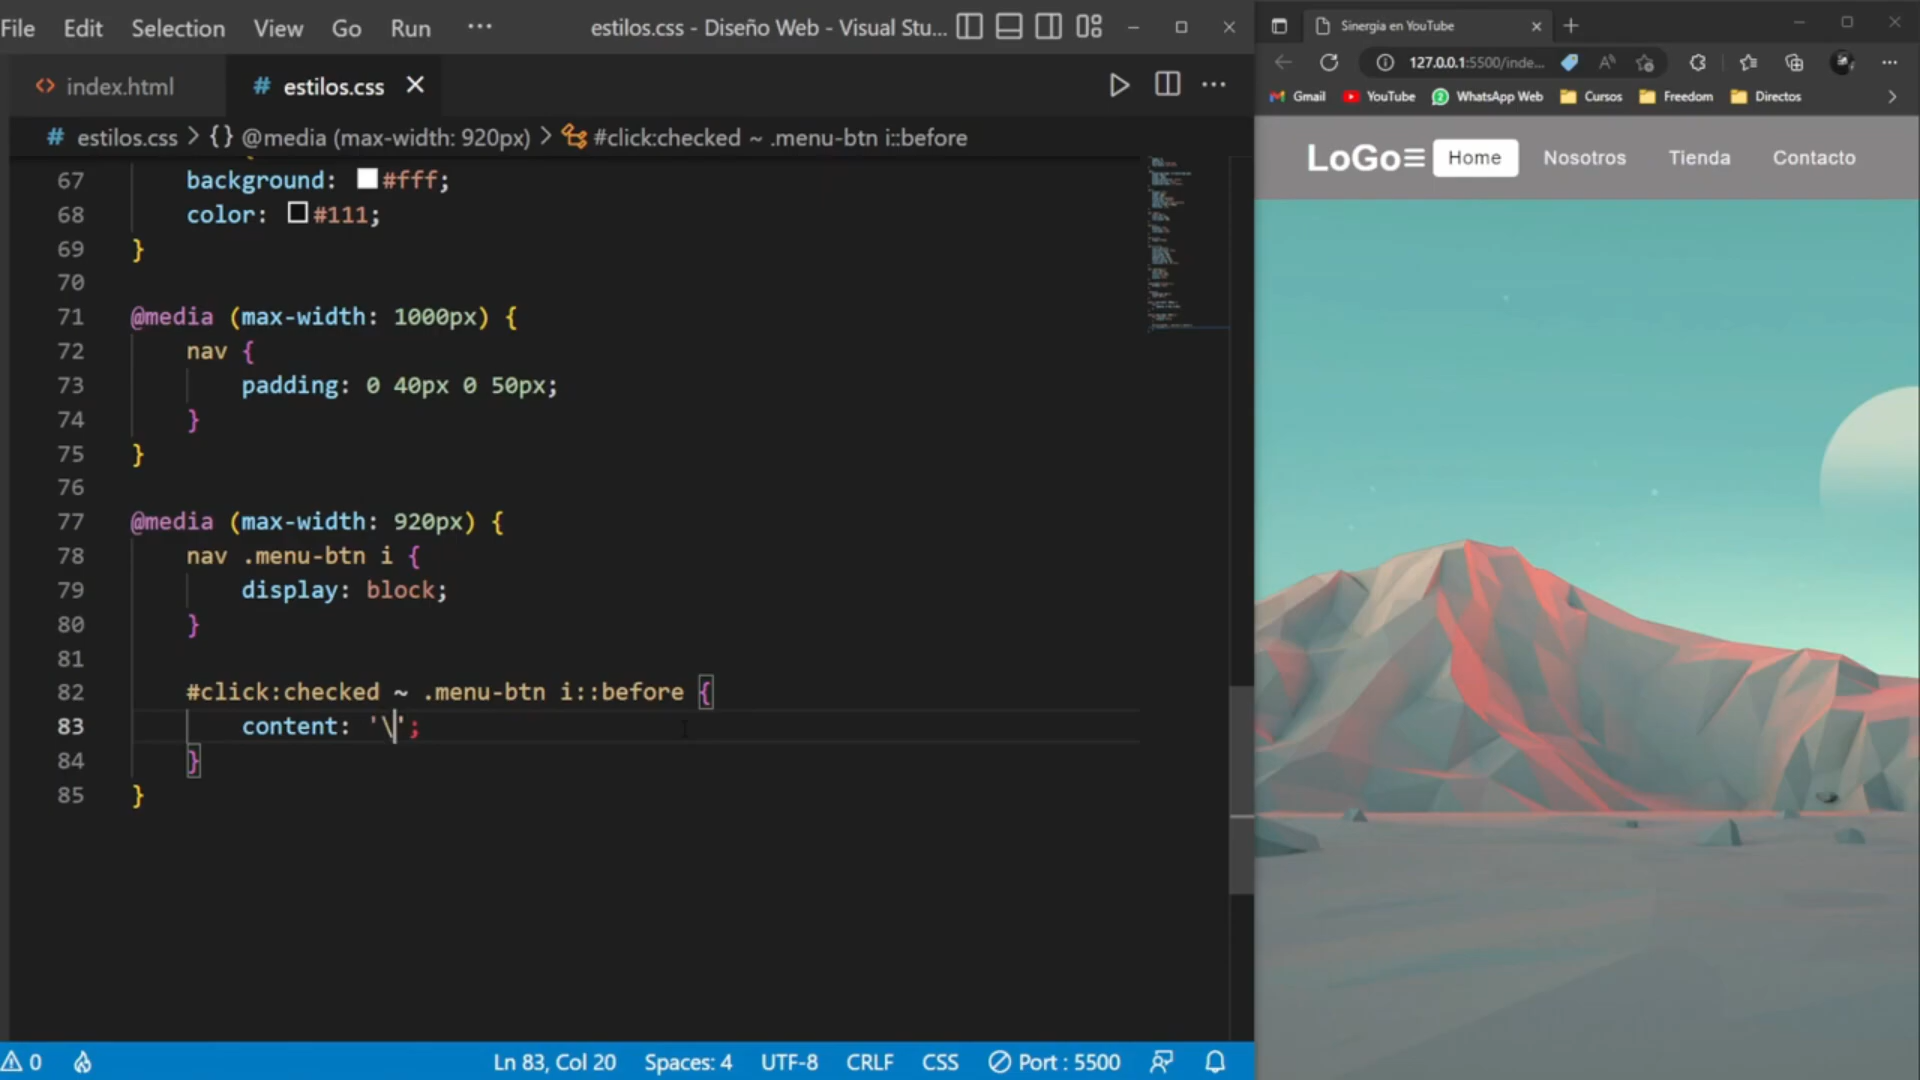 File Edit Selection View Go Run ··· estilos.css - Diseño Web - Visual Stu...
index.html
# estilos.css
# estilos.css > {} @media (max-width: 920px) > #click:checked ~ .menu-btn i::before
67 background: #fff;
68 color: #111;
69 }
70
71 @media (max-width: 1000px) {
72 nav {
73 padding: 0 40px 0 50px;
74 }
75 }
76
77 @media (max-width: 920px) {
78 nav .menu-btn i {
79 display: block;
80 }
81
82 #click:checked ~ .menu-btn i::before {
83 content: '\';
84 }
85 }
0 Ln 83, Col 20 Spaces: 4 UTF-8 CRLF CSS Port : 5500
Sinergia en YouTube
127.0.0.1:5500/inde...
Gmail YouTube WhatsApp Web Cursos Freedom Directos
LoGo Home Nosotros Tienda Contacto